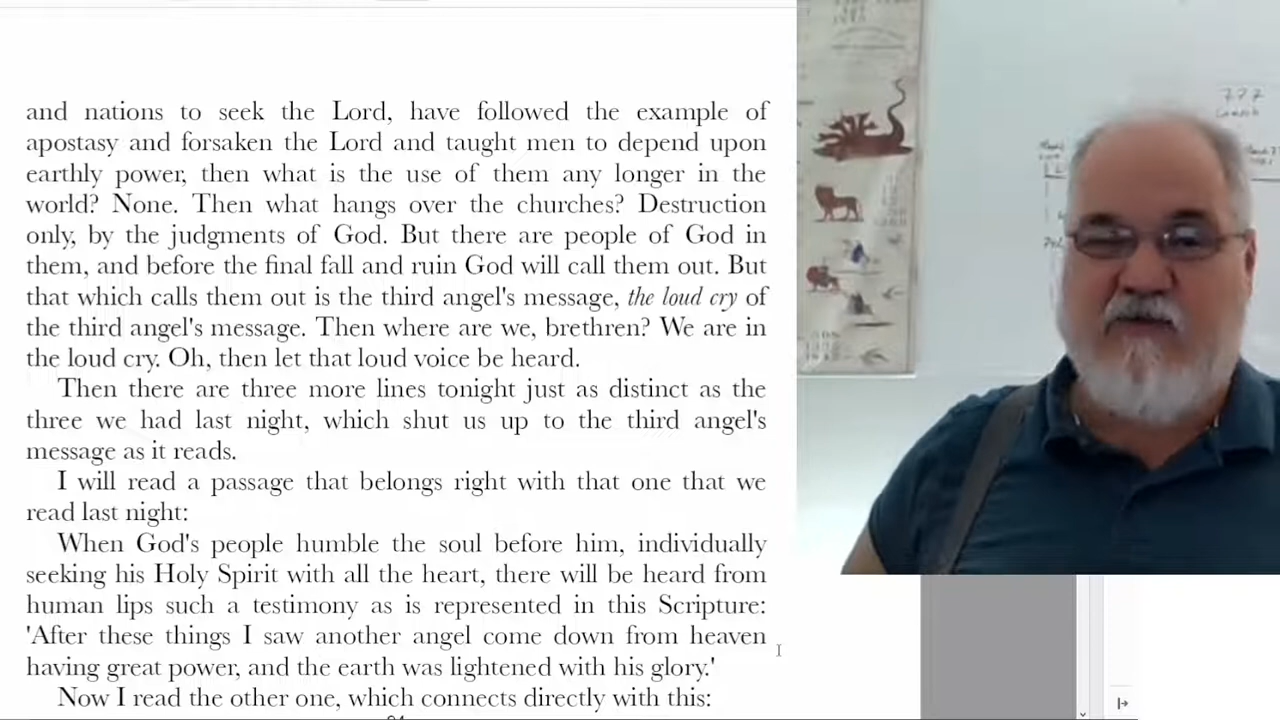 and nations to seek the Lord, have followed the example of
apostasy and forsaken the Lord and taught men to depend upon
earthly power, then what is the use of them any longer in the
world? None. Then what hangs over the churches? Destruction
only, by the judgments of God. But there are people of God in
them, and before the final fall and ruin God will call them out. But
that which calls them out is the third angel's message, the loud cry of
the third angel's message. Then where are we, brethren? We are in
the loud cry. Oh, then let that loud voice be heard.
Then there are three more lines tonight just as distinct as the
three we had last night, which shut us up to the third angel's
message as it reads.
I will read a passage that belongs right with that one that we
read last night:
When God's people humble the soul before him, individually
seeking his Holy Spirit with all the heart, there will be heard from
human lips such a testimony as is represented in this Scripture:
'After these things I saw another angel come down from heaven
having great power, and the earth was lightened with his glory.'
Now I read the other one, which connects directly with this:
777